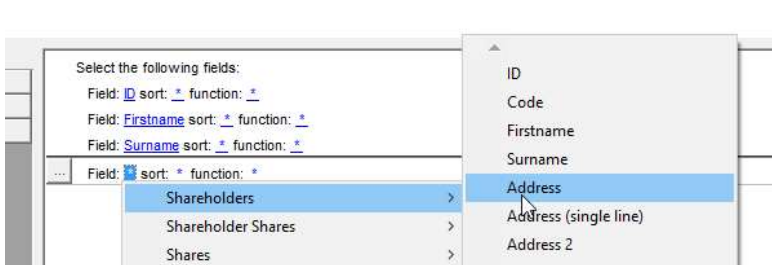 Select the following fields:
Field: ID sort: * function: *
Field: Firstname sort: * function: *
Field: Surname sort: * function: *
... Field: * sort: * function: *
Shareholders
Shareholder Shares
Shares
ID
Code
Firstname
Surname
Address
Address (single line)
Address 2